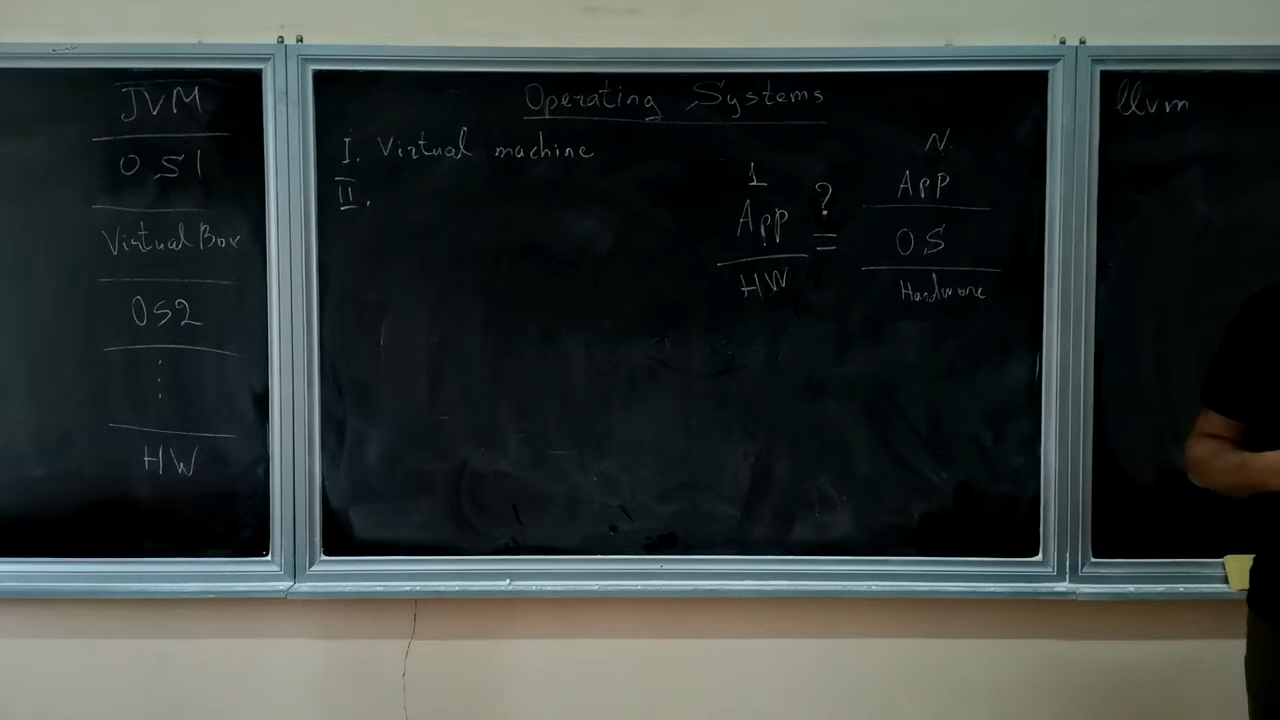 JVM
OS1
VirtualBox
OS2
⋮
HW
Operating Systems
I. Virtual machine
II.
1
App
HW
?
=
N.
App
OS
Hardware
llvm